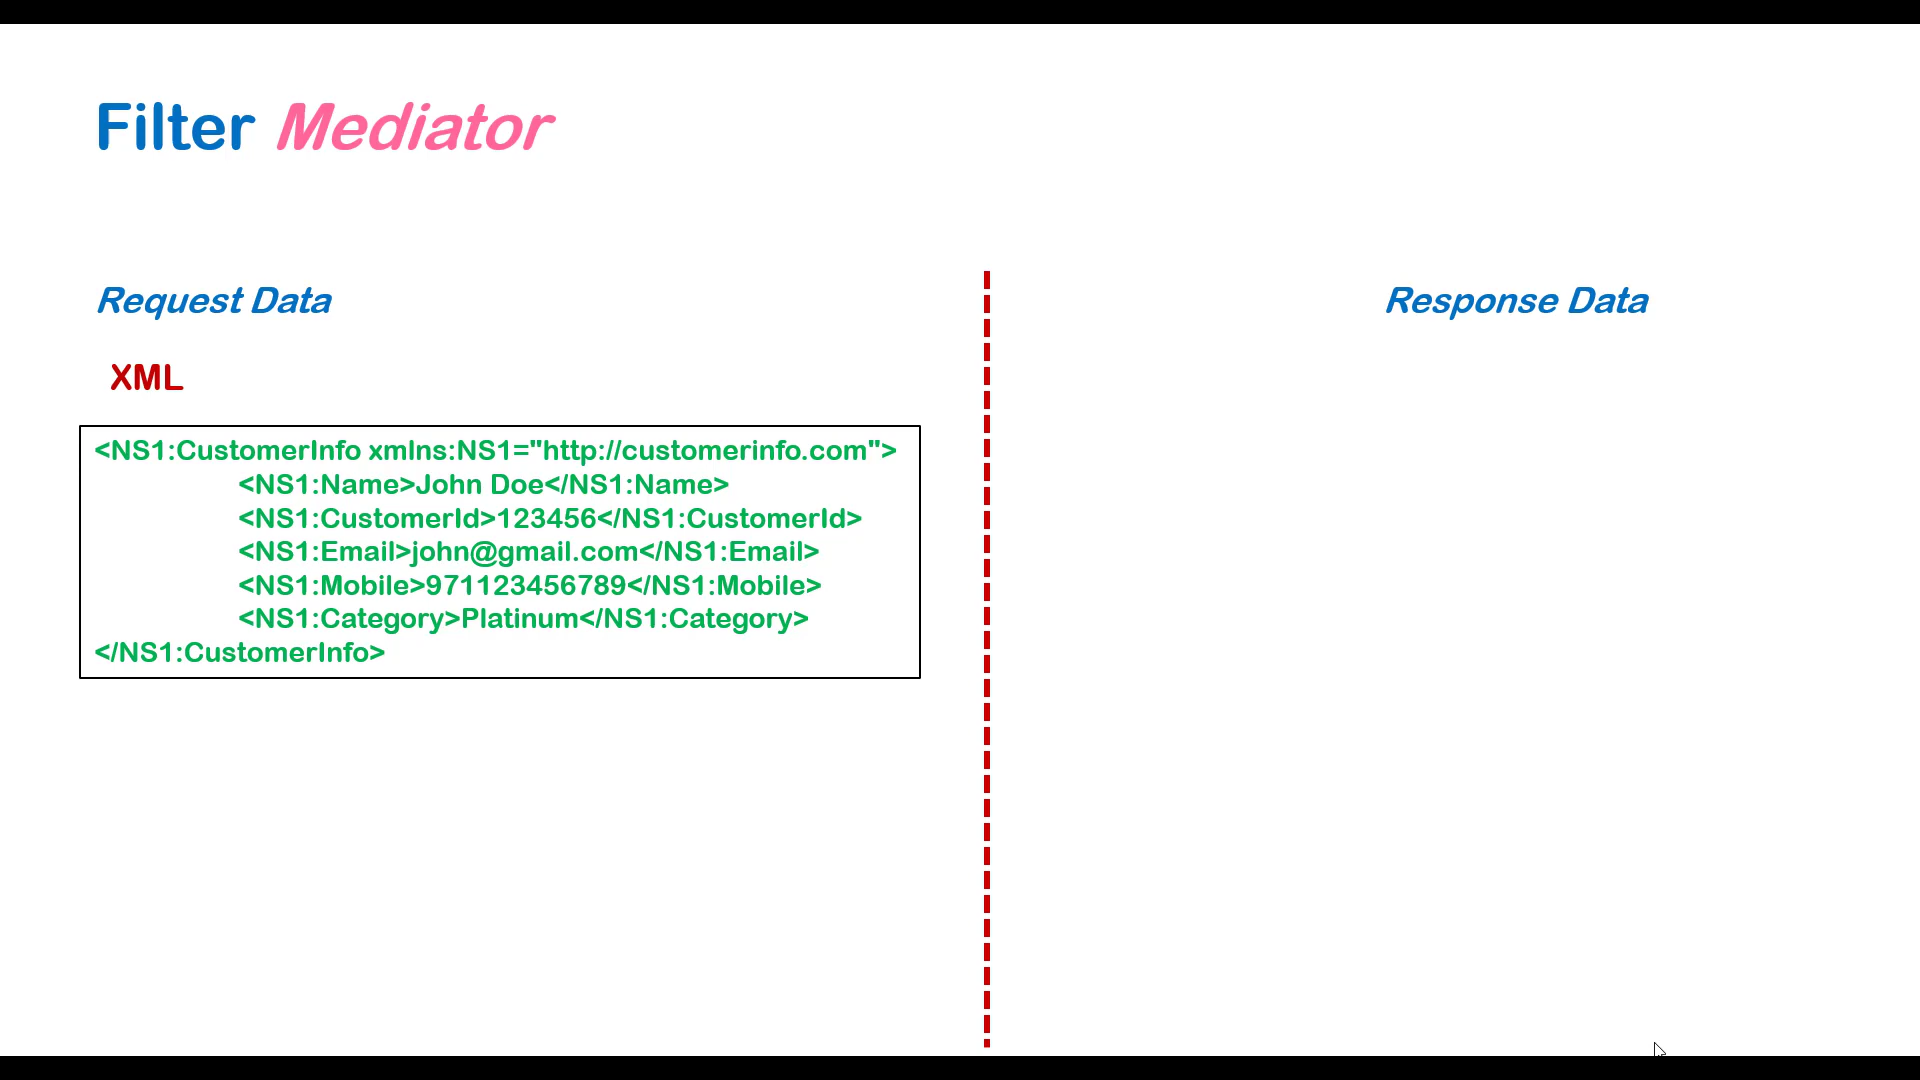 Filter Mediator
Request Data
Response Data
XML
<NS1:CustomerInfo xmlns:NS1="http://customerinfo.com">
<NS1:Name>John Doe</NS1:Name>
<NS1:CustomerId>123456</NS1:CustomerId>
<NS1:Email>john@gmail.com</NS1:Email>
<NS1:Mobile>971123456789</NS1:Mobile>
<NS1:Category>Platinum</NS1:Category>
</NS1:CustomerInfo>